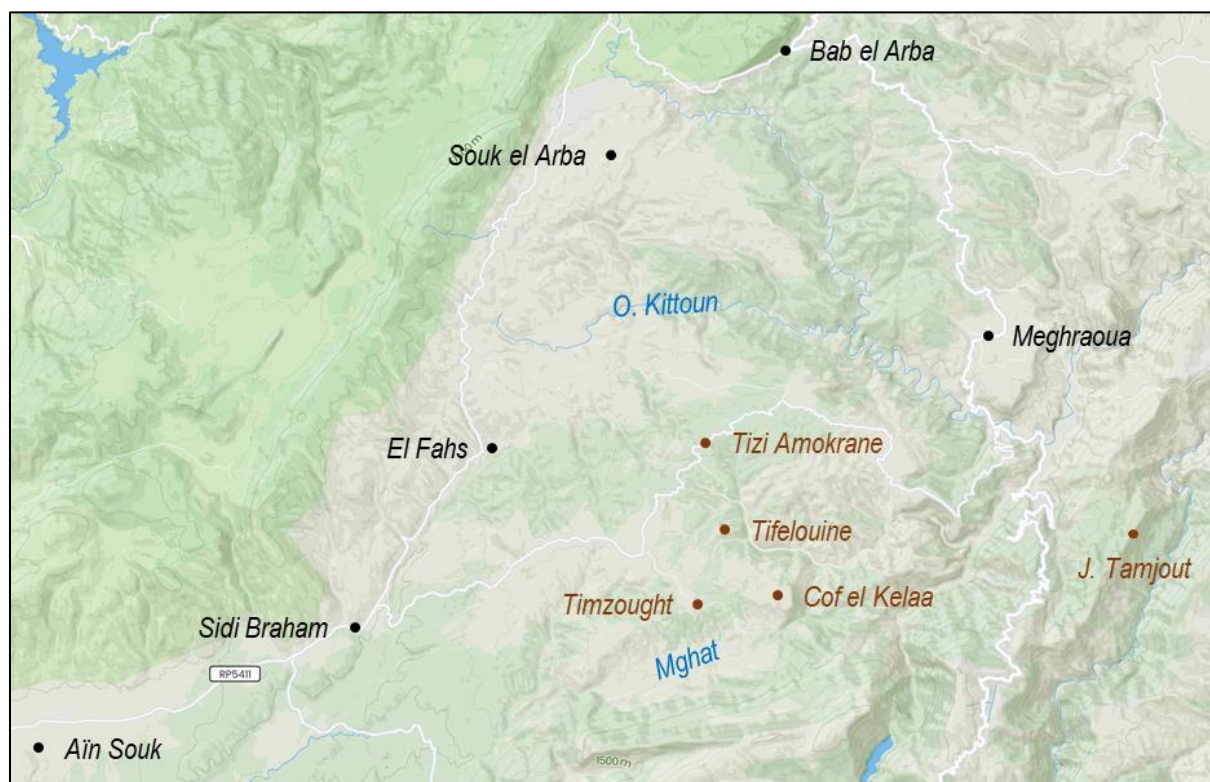 Bab el Arba
Souk el Arba
O. Kittoun
Meghraoua
El Fahs
Tizi Amokrane
Tifelouine
J. Tamjout
Timzought
Cof el Kelaa
Sidi Braham
Mghat
RP5411
Aïn Souk
1500 m